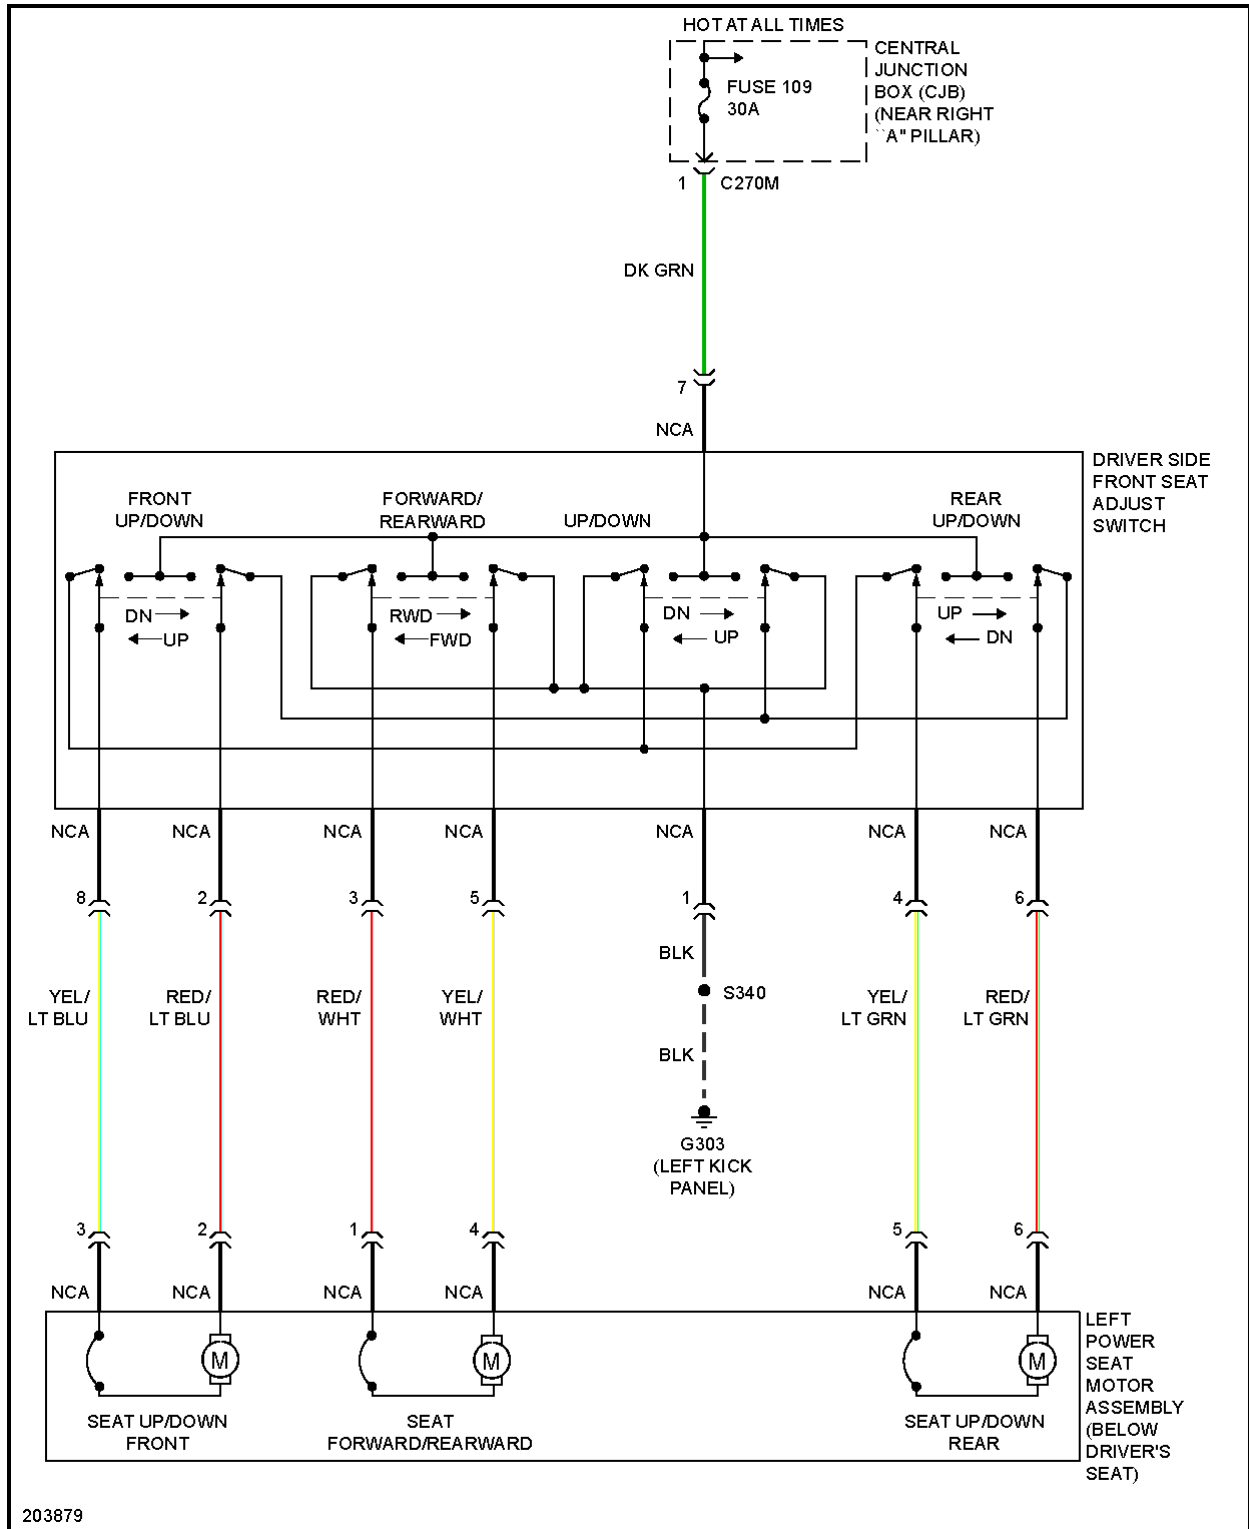 HOT AT ALL TIMES
CENTRAL
JUNCTION
BOX (CJB)
(NEAR RIGHT
``A" PILLAR)
FUSE 109
30A
1
C270M
DK GRN
7
NCA
DRIVER SIDE
FRONT SEAT
ADJUST
SWITCH
FRONT
UP/DOWN
FORWARD/
REARWARD
UP/DOWN
REAR
UP/DOWN
DN
UP
RWD
FWD
DN
UP
UP
DN
NCA
NCA
NCA
NCA
NCA
NCA
NCA
8
2
3
5
1
4
6
BLK
S340
YEL/
LT BLU
RED/
LT BLU
RED/
WHT
YEL/
WHT
YEL/
LT GRN
RED/
LT GRN
BLK
G303
(LEFT KICK
PANEL)
3
2
1
4
5
6
NCA
NCA
NCA
NCA
NCA
NCA
LEFT
POWER
SEAT
MOTOR
ASSEMBLY
(BELOW
DRIVER'S
SEAT)
M
M
M
SEAT UP/DOWN
FRONT
SEAT
FORWARD/REARWARD
SEAT UP/DOWN
REAR
203879